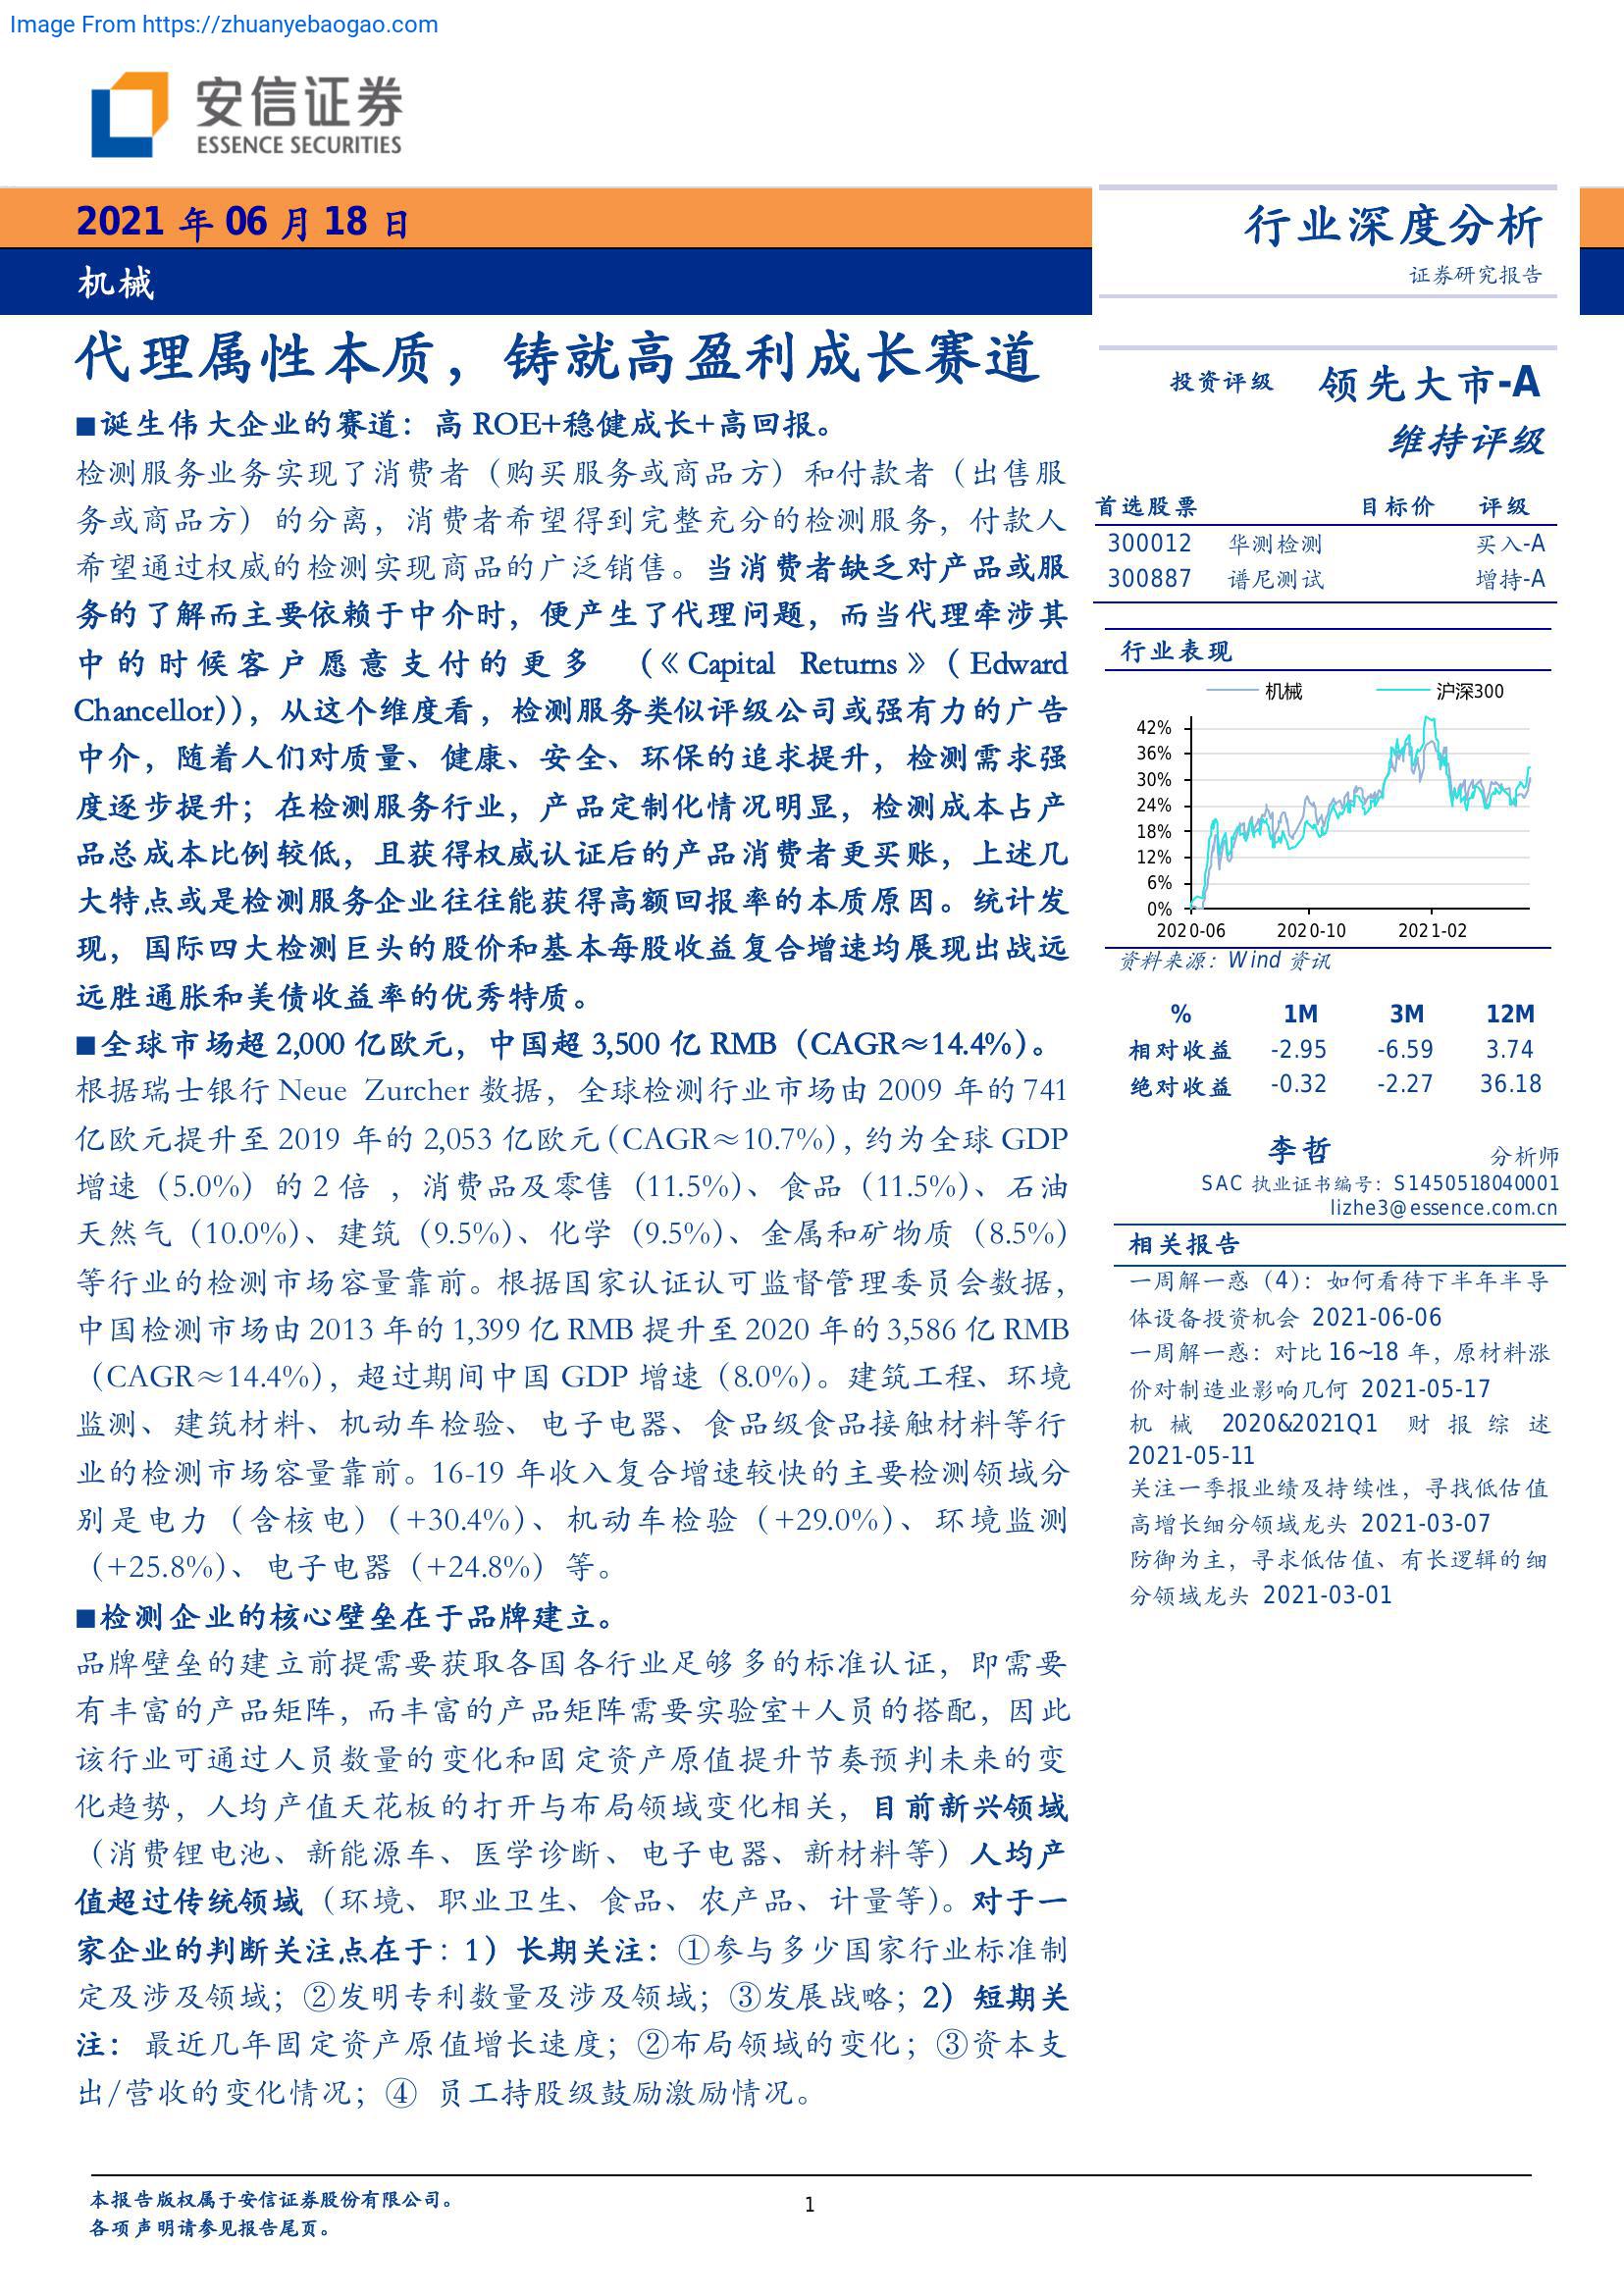 Image From https://zhuanyebaogao.com
安信证券
ESSENCE SECURITIES
2021 年 06 月 18 日
机械
行业深度分析
证券研究报告
代理属性本质，铸就高盈利成长赛道
■诞生伟大企业的赛道：高 ROE+稳健成长+高回报。
检测服务业务实现了消费者（购买服务或商品方）和付款者（出售服
务或商品方）的分离，消费者希望得到完整充分的检测服务，付款人
希望通过权威的检测实现商品的广泛销售。当消费者缺乏对产品或服
务的了解而主要依赖于中介时，便产生了代理问题，而当代理牵涉其
中的时候客户愿意支付的更多 （《Capital Returns》（Edward
Chancellor）），从这个维度看，检测服务类似评级公司或强有力的广告
中介，随着人们对质量、健康、安全、环保的追求提升，检测需求强
度逐步提升；在检测服务行业，产品定制化情况明显，检测成本占产
品总成本比例较低，且获得权威认证后的产品消费者更买账，上述几
大特点或是检测服务企业往往能获得高额回报率的本质原因。统计发
现，国际四大检测巨头的股价和基本每股收益复合增速均展现出战远
远胜通胀和美债收益率的优秀特质。
■全球市场超 2,000 亿欧元，中国超 3,500 亿 RMB（CAGR≈14.4%）。
根据瑞士银行 Neue Zurcher 数据，全球检测行业市场由 2009 年的 741
亿欧元提升至 2019 年的 2,053 亿欧元（CAGR≈10.7%），约为全球 GDP
增速（5.0%）的 2 倍 ，消费品及零售（11.5%）、食品（11.5%）、石油
天然气（10.0%）、建筑（9.5%）、化学（9.5%）、金属和矿物质（8.5%）
等行业的检测市场容量靠前。根据国家认证认可监督管理委员会数据，
中国检测市场由 2013 年的 1,399 亿 RMB 提升至 2020 年的 3,586 亿 RMB
（CAGR≈14.4%），超过期间中国 GDP 增速（8.0%）。建筑工程、环境
监测、建筑材料、机动车检验、电子电器、食品级食品接触材料等行
业的检测市场容量靠前。16-19 年收入复合增速较快的主要检测领域分
别是电力（含核电）（+30.4%）、机动车检验（+29.0%）、环境监测
（+25.8%）、电子电器（+24.8%）等。
■检测企业的核心壁垒在于品牌建立。
品牌壁垒的建立前提需要获取各国各行业足够多的标准认证，即需要
有丰富的产品矩阵，而丰富的产品矩阵需要实验室+人员的搭配，因此
该行业可通过人员数量的变化和固定资产原值提升节奏预判未来的变
化趋势，人均产值天花板的打开与布局领域变化相关，目前新兴领域
（消费锂电池、新能源车、医学诊断、电子电器、新材料等）人均产
值超过传统领域（环境、职业卫生、食品、农产品、计量等）。对于一
家企业的判断关注点在于：1）长期关注：①参与多少国家行业标准制
定及涉及领域；②发明专利数量及涉及领域；③发展战略；2）短期关
注：最近几年固定资产原值增长速度；②布局领域的变化；③资本支
出/营收的变化情况；④ 员工持股级鼓励激励情况。
投资评级 领先大市-A
维持评级
首选股票 目标价 评级
300012 华测检测 买入-A
300887 谱尼测试 增持-A
行业表现
机械 沪深300
42%
36%
30%
24%
18%
12%
6%
0%
2020-06 2020-10 2021-02
资料来源：Wind 资讯
% 1M 3M 12M
相对收益 -2.95 -6.59 3.74
绝对收益 -0.32 -2.27 36.18
李哲 分析师
SAC 执业证书编号：S1450518040001
lizhe3@essence.com.cn
相关报告
一周解一惑（4）：如何看待下半年半导
体设备投资机会 2021-06-06
一周解一惑：对比 16~18 年，原材料涨
价对制造业影响几何 2021-05-17
机械 2020&2021Q1 财报综述
2021-05-11
关注一季报业绩及持续性，寻找低估值
高增长细分领域龙头 2021-03-07
防御为主，寻求低估值、有长逻辑的细
分领域龙头 2021-03-01
本报告版权属于安信证券股份有限公司。
各项声明请参见报告尾页。
1